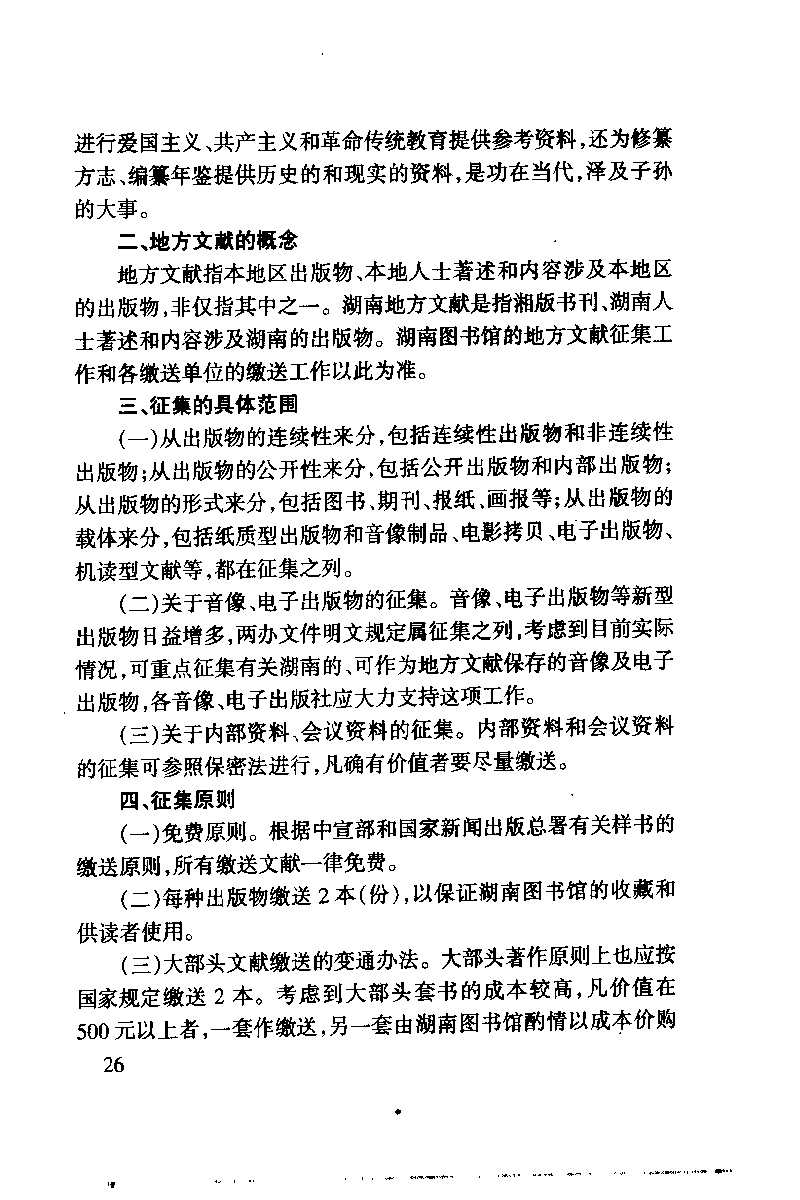 进行爱国主义、共产主义和革命传统教育提供参考资料,还为修纂
方志、编纂年鉴提供历史的和现实的资料,是功在当代,泽及子孙
的大事。
二、地方文献的概念
地方文献指本地区出版物、本地人士著述和内容涉及本地区
的出版物,非仅指其中之一。湖南地方文献是指湘版书刊、湖南人
士著述和内容涉及湖南的出版物。湖南图书馆的地方文献征集工
作和各缴送单位的缴送工作以此为准。
三、征集的具体范围
(一)从出版物的连续性来分,包括连续性出版物和非连续性
出版物;从出版物的公开性来分,包括公开出版物和内部出版物;
从出版物的形式来分,包括图书、期刊、报纸、画报等;从出版物的
载体来分,包括纸质型出版物和音像制品、电影拷贝、电子出版物、
机读型文献等,都在征集之列。
(二)关于音像、电子出版物的征集。音像、电子出版物等新型
出版物日益增多,两办文件明文规定属征集之列,考虑到目前实际
情况,可重点征集有关湖南的、可作为地方文献保存的音像及电子
出版物,各音像、电子出版社应大力支持这项工作。
(三)关于内部资料、会议资料的征集。内部资料和会议资料
的征集可参照保密法进行,凡确有价值者要尽量缴送。
四、征集原则
(一)免费原则。根据中宣部和国家新闻出版总署有关样书的
缴送原则,所有缴送文献一律免费。
(二)每种出版物缴送2本(份),以保证湖南图书馆的收藏和
供读者使用。
(三)大部头文献缴送的变通办法。大部头著作原则上也应按
国家规定缴送2本。考虑到大部头套书的成本较高,凡价值在
500元以上者,一套作缴送,另一套由湖南图书馆酌情以成本价购
26